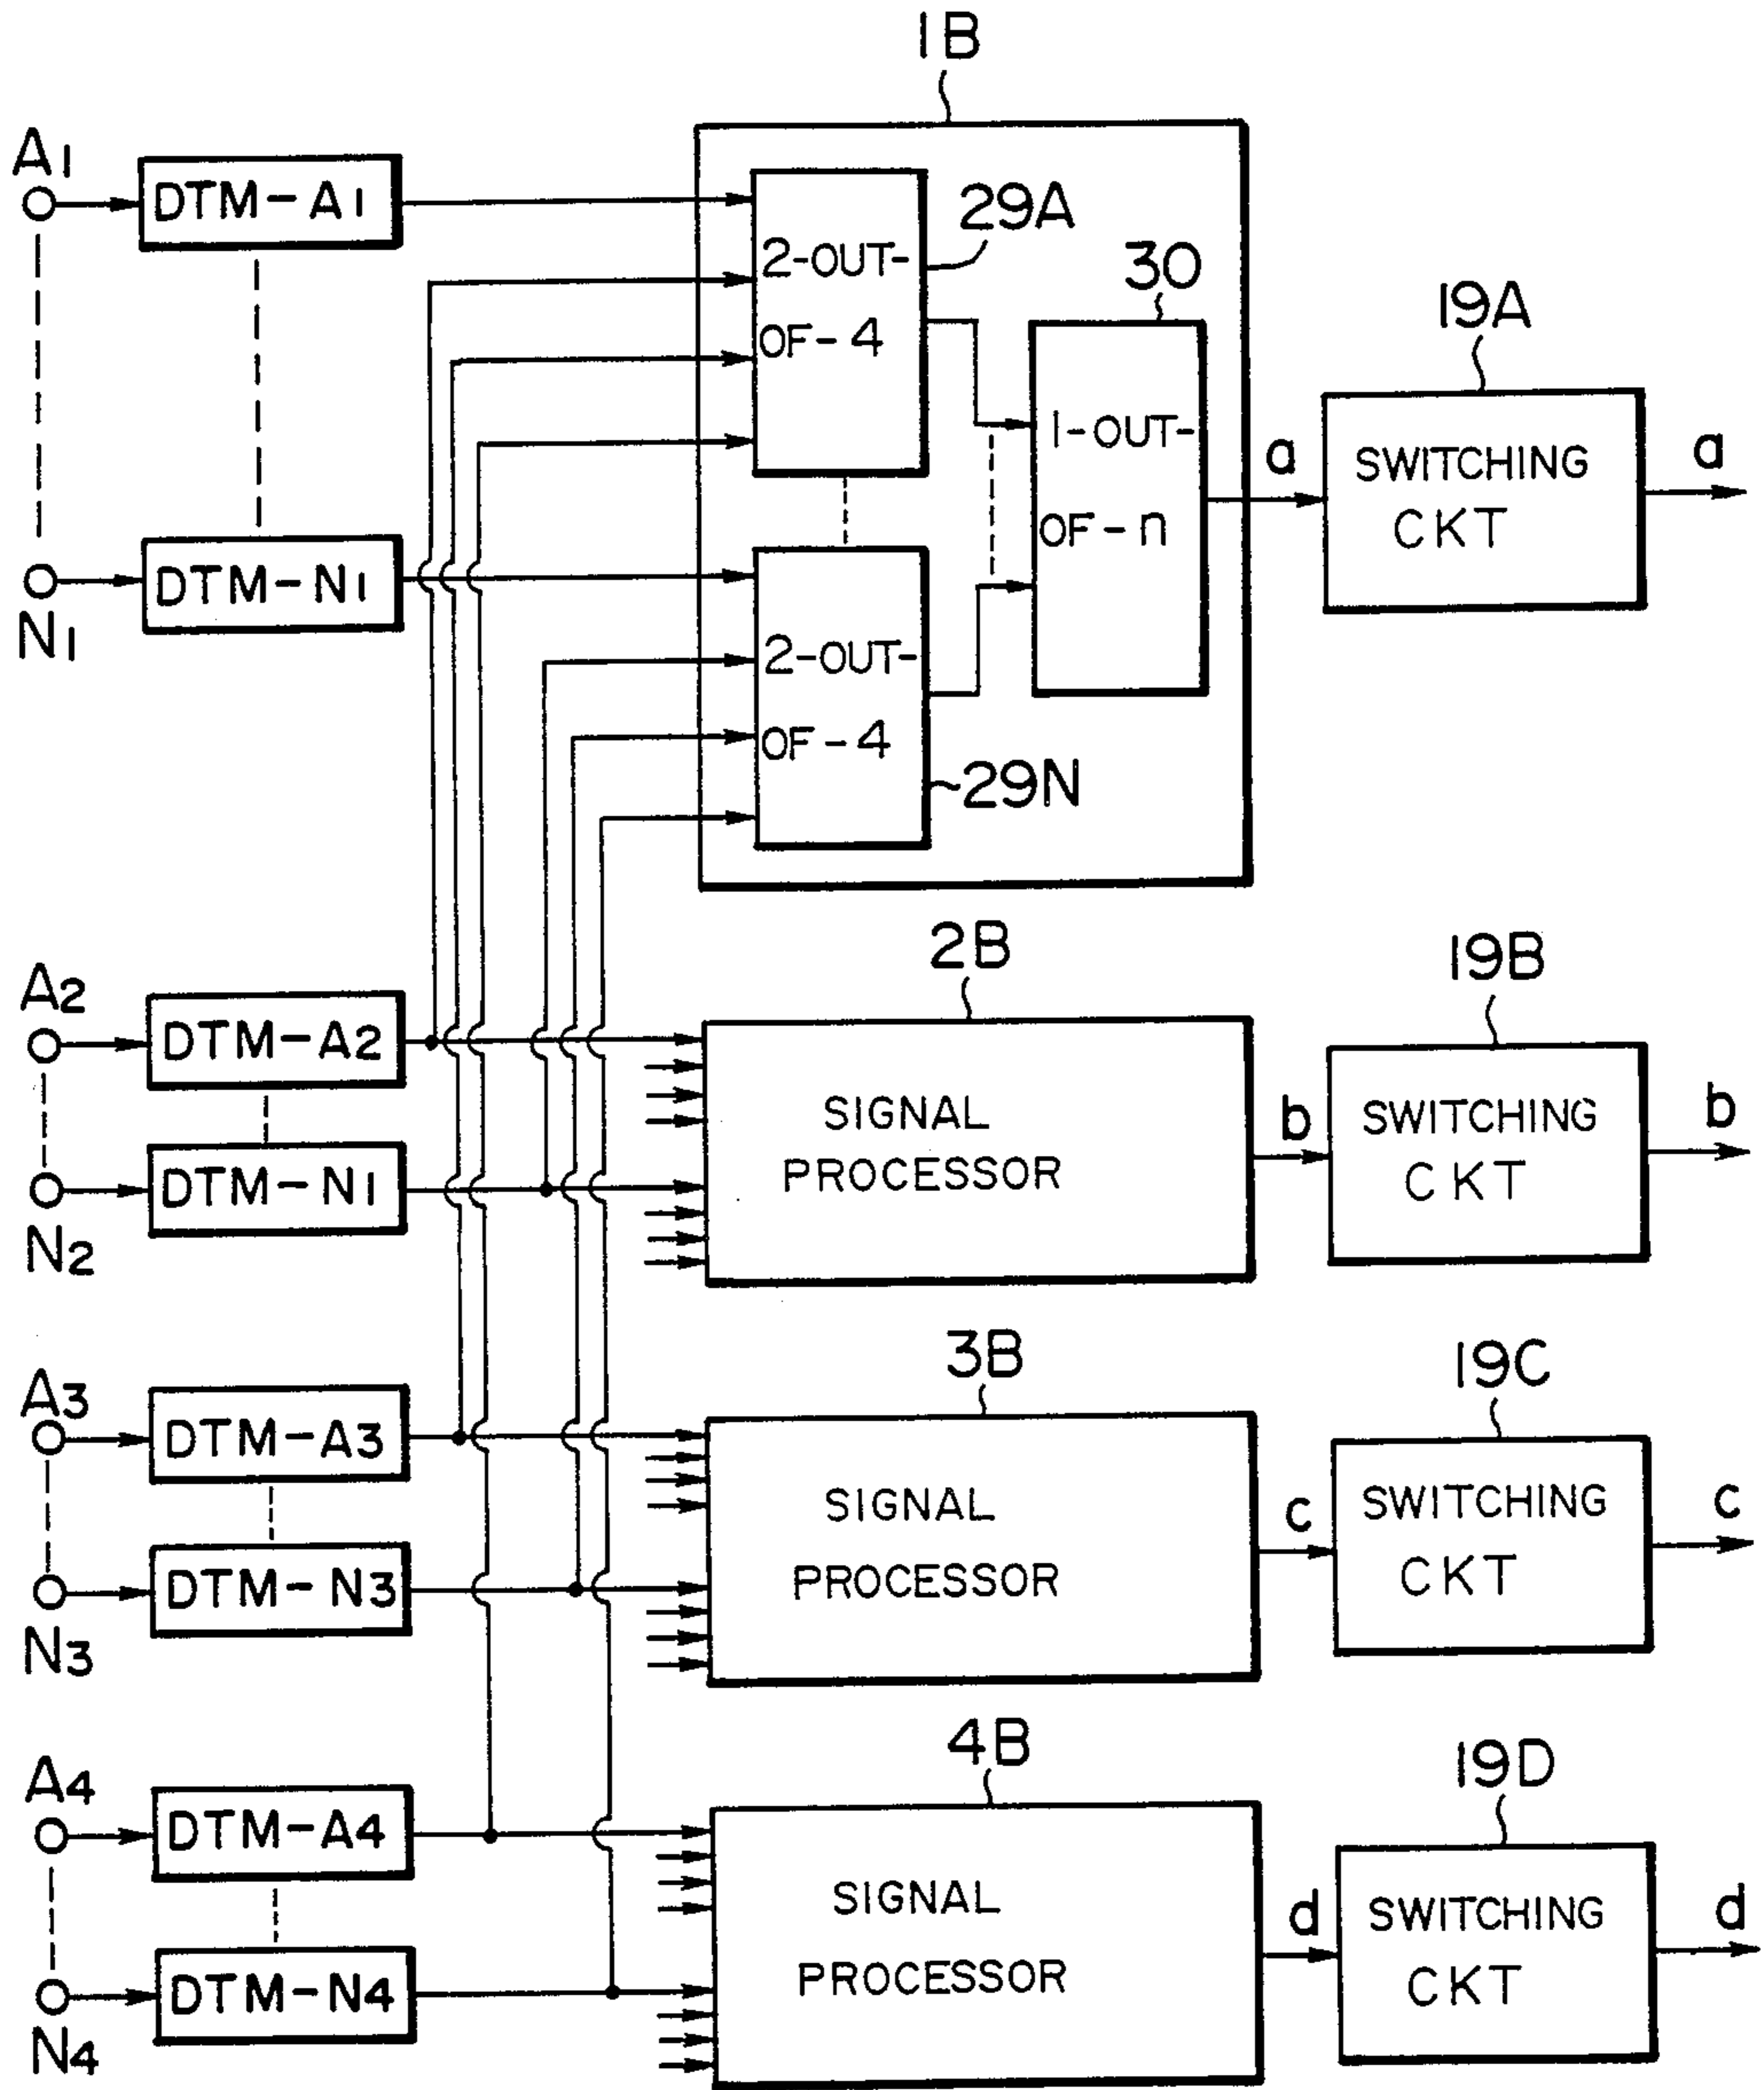 1B
A1
DTM-A1
29A
2-OUT-
OF-4
30
19A
1-OUT-
OF-n
a
SWITCHING
CKT
a
N1
DTM-N1
2-OUT-
OF-4
29N
2B
19B
A2
DTM-A2
SIGNAL
PROCESSOR
b
SWITCHING
CKT
b
DTM-N1
N2
3B
19C
A3
DTM-A3
SIGNAL
PROCESSOR
c
SWITCHING
CKT
c
DTM-N3
N3
4B
19D
A4
DTM-A4
SIGNAL
PROCESSOR
d
SWITCHING
CKT
d
DTM-N4
N4